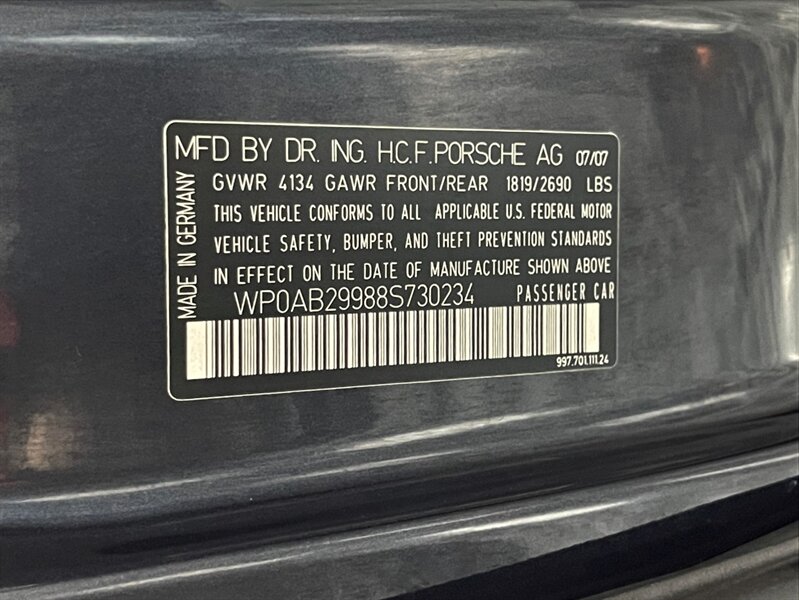 MFD BY DR. ING. H.C.F.PORSCHE AG 07/07
GVWR 4134 GAWR FRONT/REAR 1819/2690 LBS
THIS VEHICLE CONFORMS TO ALL APPLICABLE U.S. FEDERAL MOTOR
VEHICLE SAFETY, BUMPER, AND THEFT PREVENTION STANDARDS
IN EFFECT ON THE DATE OF MANUFACTURE SHOWN ABOVE
WP0AB29988S730234 PASSENGER CAR
997.701.111.24
MADE IN GERMANY